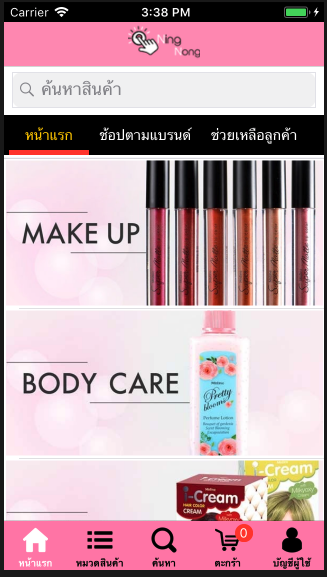 Carrier
3:38 PM
Ning
Nong
ค้นหาสินค้า
หน้าแรก ช้อปตามแบรนด์ ช่วยเหลือลูกค้า
MAKE UP
BODY CARE
Pretty
blooming
Perfume Lotion
i-Cream
HAIR COLOR
CREAM
i-Cream
0
หน้าแรก หมวดสินค้า ค้นหา ตะกร้า บัญชีผู้ใช้